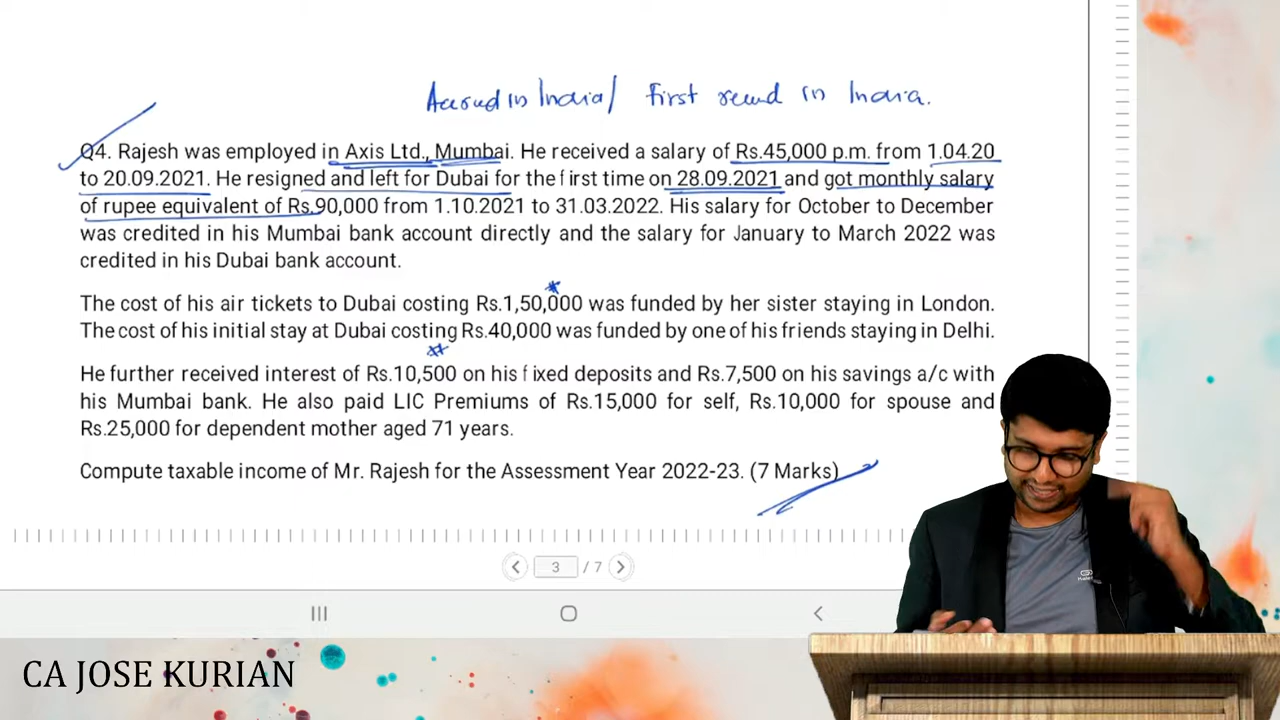 Accrued in India / first received in India.
Q4. Rajesh was employed in Axis Ltd., Mumbai. He received a salary of Rs.45,000 p.m. from 1.04.20
to 20.09.2021. He resigned and left for Dubai for the first time on 28.09.2021 and got monthly salary
of rupee equivalent of Rs.90,000 from 1.10.2021 to 31.03.2022. His salary for October to December
was credited in his Mumbai bank account directly and the salary for January to March 2022 was
credited in his Dubai bank account.
The cost of his air tickets to Dubai costing Rs.1,50,000 was funded by her sister staying in London.
The cost of his initial stay at Dubai costing Rs.40,000 was funded by one of his friends staying in Delhi.
He further received interest of Rs.10,500 on his fixed deposits and Rs.7,500 on his savings a/c with
his Mumbai bank. He also paid LIC Premiums of Rs.15,000 for self, Rs.10,000 for spouse and
Rs.25,000 for dependent mother aged 71 years.
Compute taxable income of Mr. Rajesh for the Assessment Year 2022-23. (7 Marks)
3 / 7
CA JOSE KURIAN